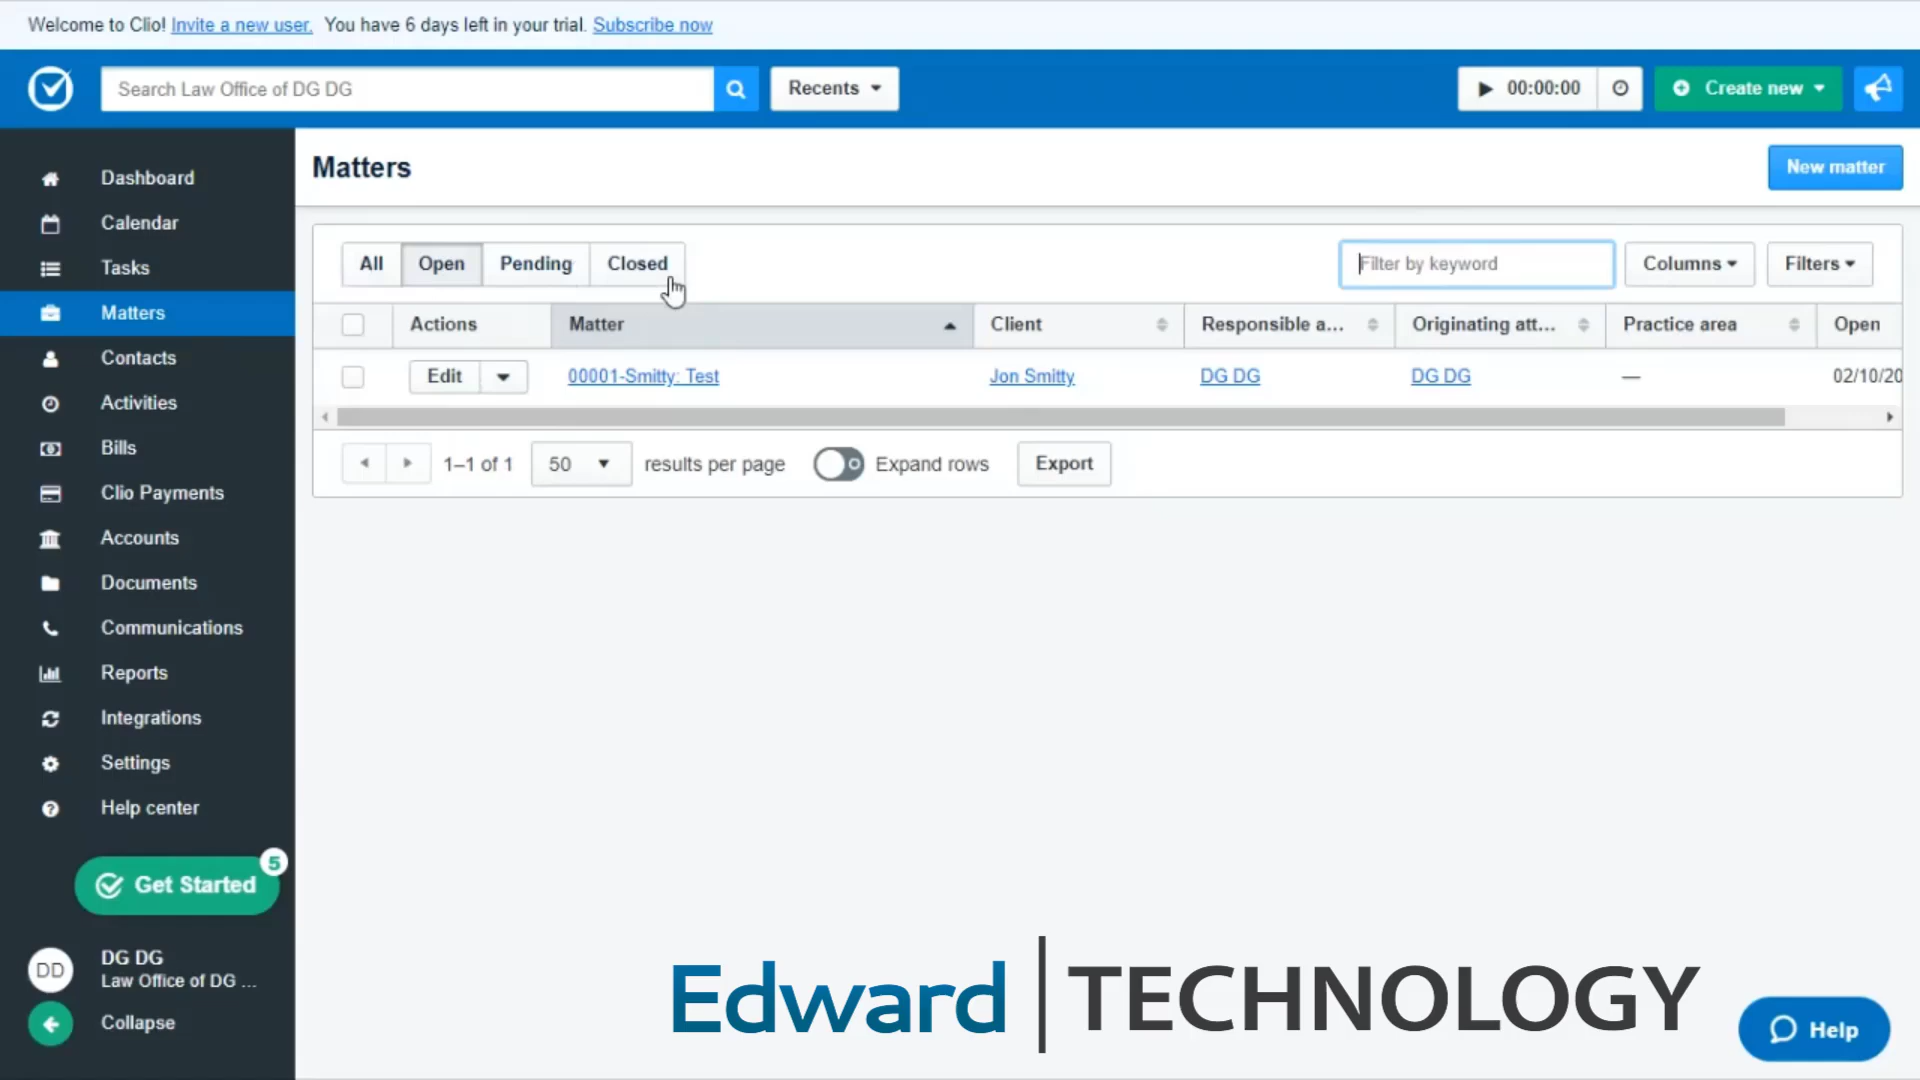 Welcome to Clio! Invite a new user. You have 6 days left in your trial. Subscribe now
Search Law Office of DG DG
Recents
00:00:00
Create new
Dashboard
Calendar
Tasks
Matters
Contacts
Activities
Bills
Clio Payments
Accounts
Documents
Communications
Reports
Integrations
Settings
Help center
Get Started
5
DD
DG DG
Law Office of DG ...
Collapse
Matters
New matter
All Open Pending Closed
Filter by keyword
Columns
Filters
Actions Matter Client Responsible a... Originating att... Practice area Open
Edit 00001-Smitty: Test Jon Smitty DG DG DG DG — 02/10/20
1–1 of 1 50 results per page Expand rows Export
Edward | TECHNOLOGY
Help